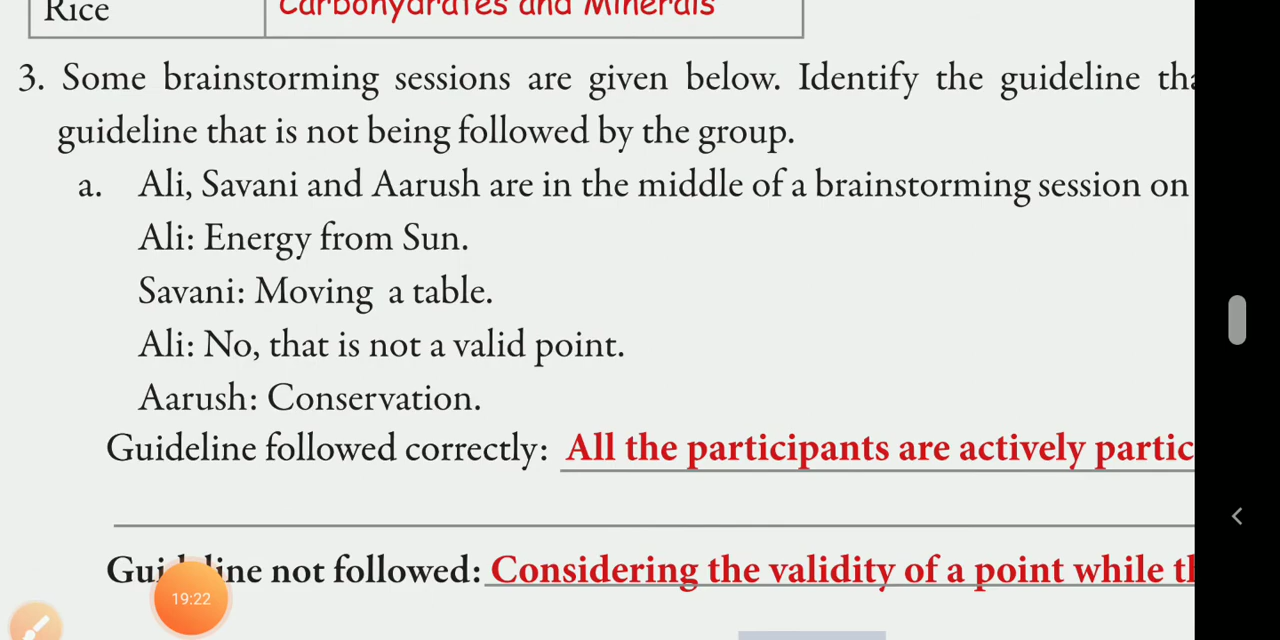 Rice
Carbohydrates and Minerals
3. Some brainstorming sessions are given below. Identify the guideline
guideline that is not being followed by the group.
a. Ali, Savani and Aarush are in the middle of a brainstorming session on
Ali: Energy from Sun.
Savani: Moving a table.
Ali: No, that is not a valid point.
Aarush: Conservation.
Guideline followed correctly: All the participants are actively partic
Guideline not followed: Considering the validity of a point while
19:22